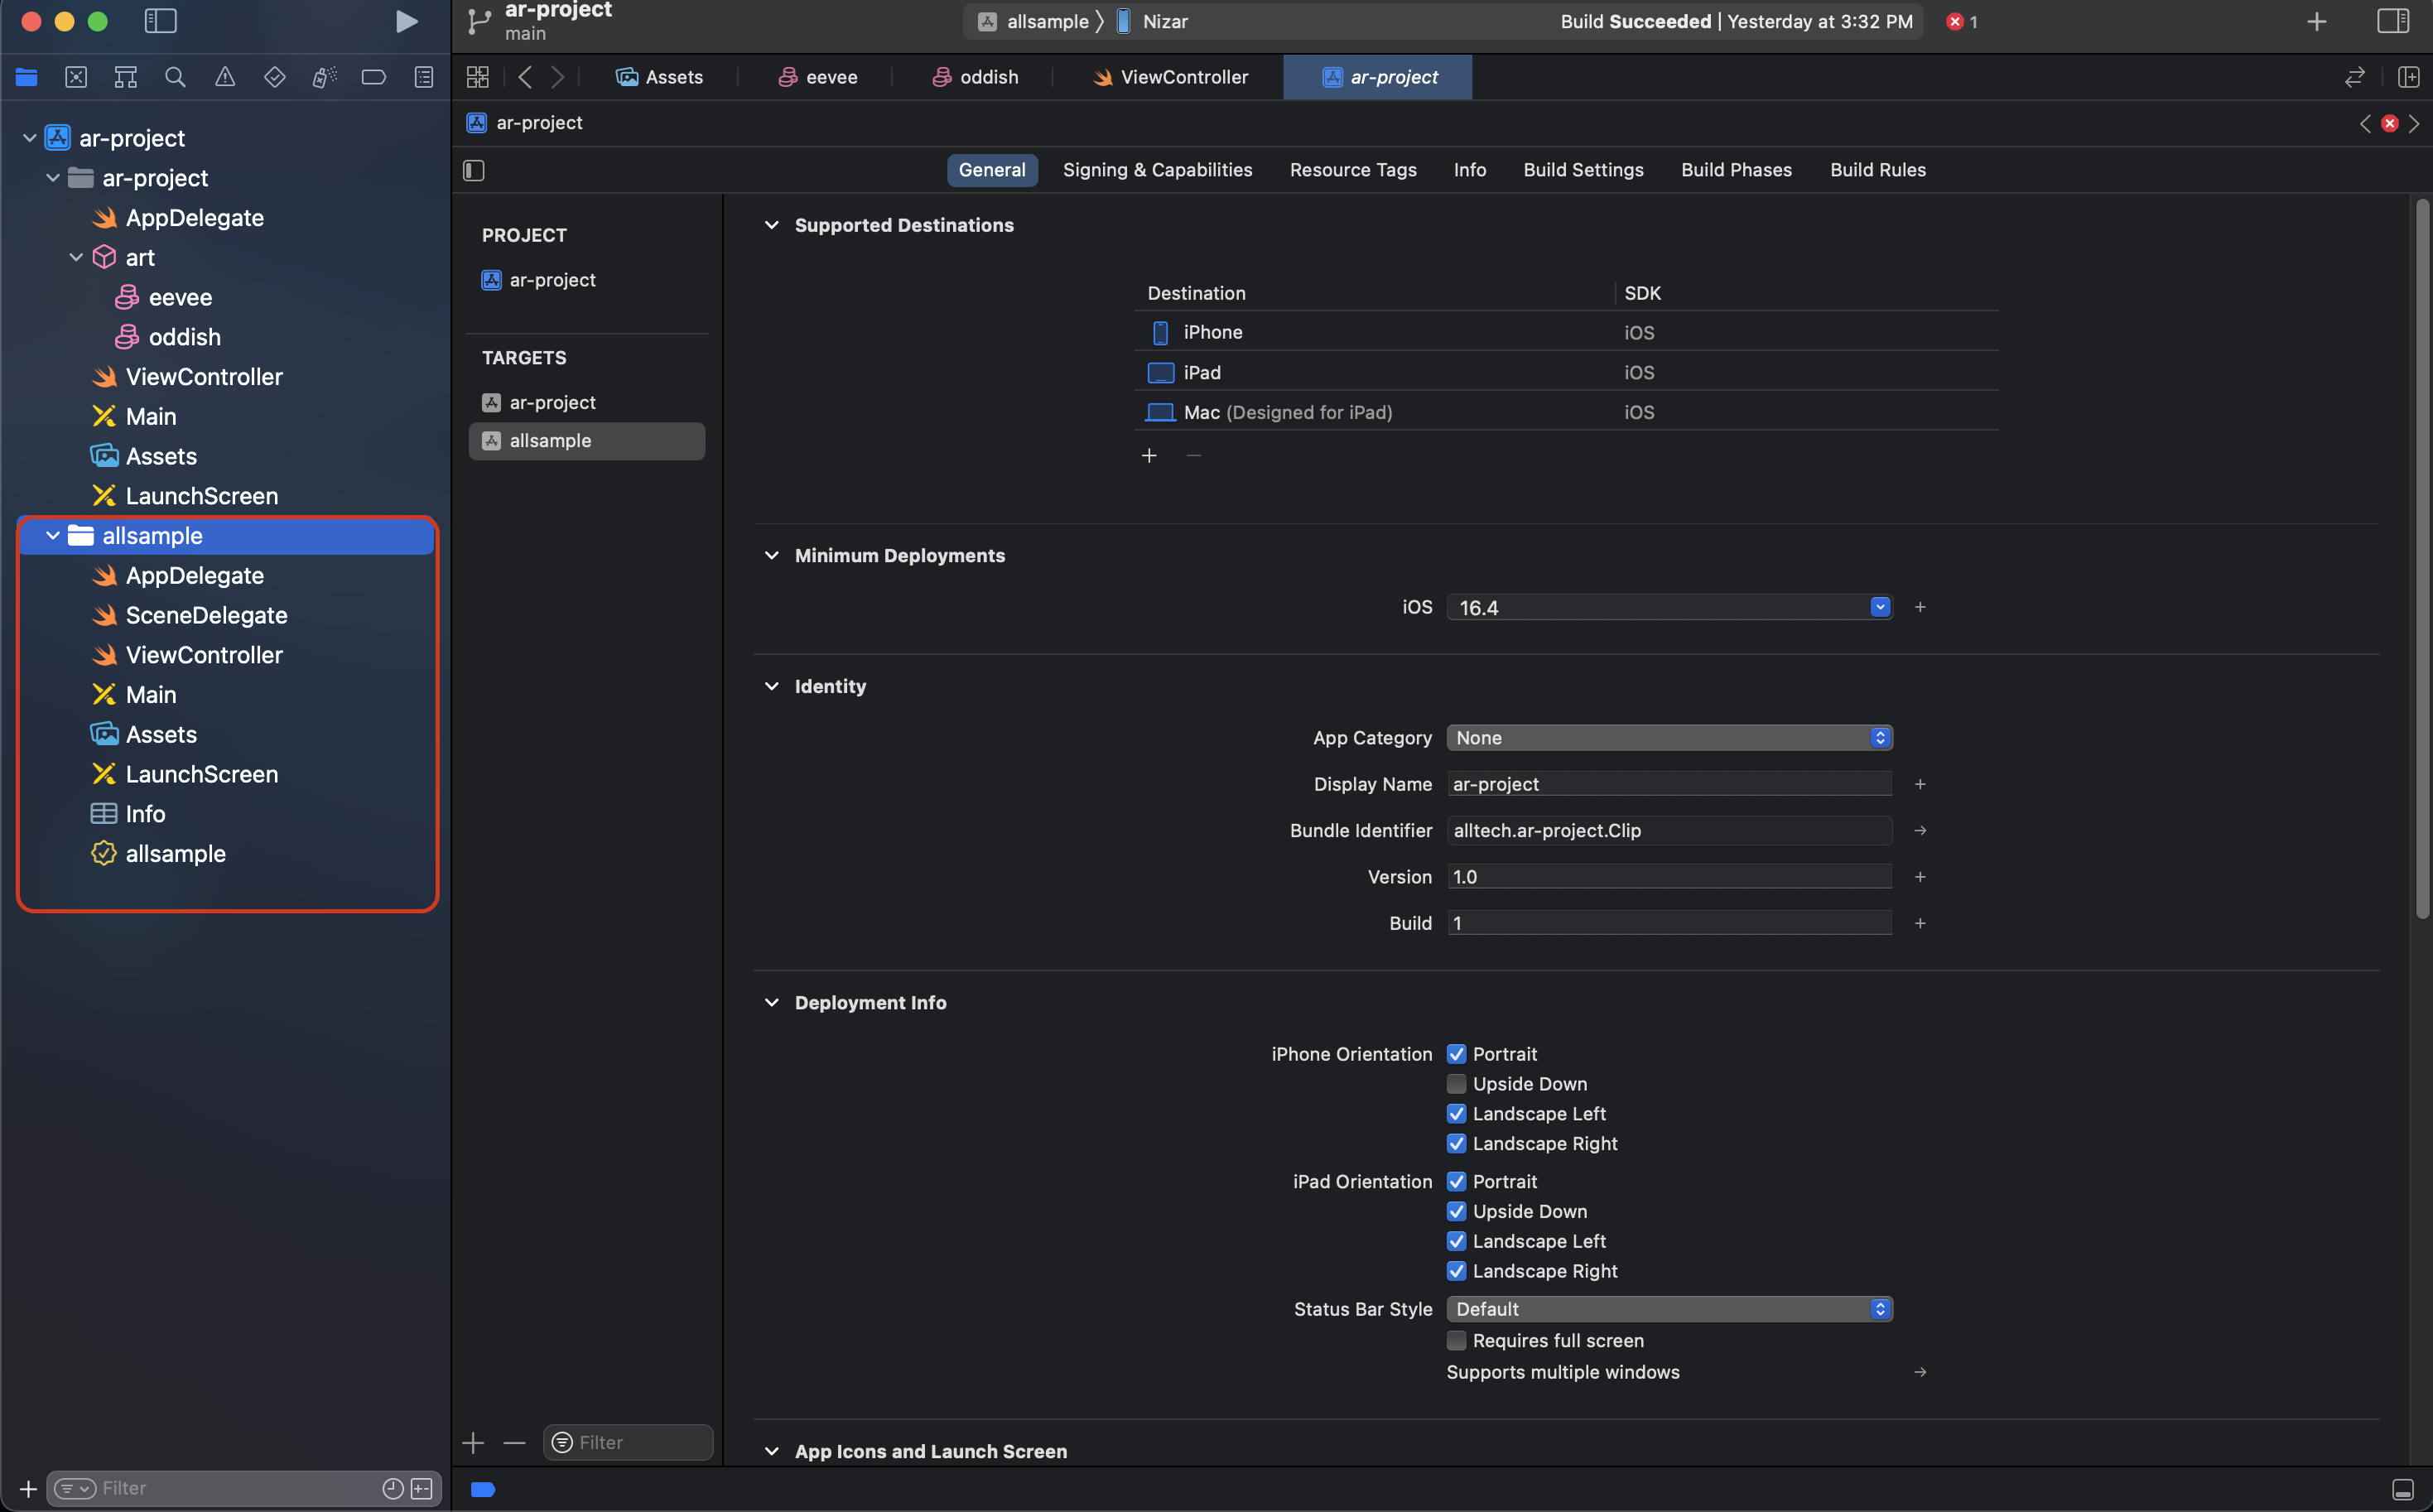 ar-project
main
allsample
Nizar
Build Succeeded | Yesterday at 3:32 PM
1
Assets
eevee
oddish
ViewController
ar-project
ar-project
General
Signing & Capabilities
Resource Tags
Info
Build Settings
Build Phases
Build Rules
ar-project
ar-project
AppDelegate
art
eevee
oddish
ViewController
Main
Assets
LaunchScreen
allsample
AppDelegate
SceneDelegate
ViewController
Main
Assets
LaunchScreen
Info
allsample
Filter
PROJECT
ar-project
TARGETS
ar-project
allsample
Filter
Supported Destinations
Destination
SDK
iPhone
iOS
iPad
iOS
Mac (Designed for iPad)
iOS
Minimum Deployments
iOS
16.4
Identity
App Category
None
Display Name
ar-project
Bundle Identifier
alltech.ar-project.Clip
Version
1.0
Build
1
Deployment Info
iPhone Orientation
Portrait
Upside Down
Landscape Left
Landscape Right
iPad Orientation
Portrait
Upside Down
Landscape Left
Landscape Right
Status Bar Style
Default
Requires full screen
Supports multiple windows
App Icons and Launch Screen